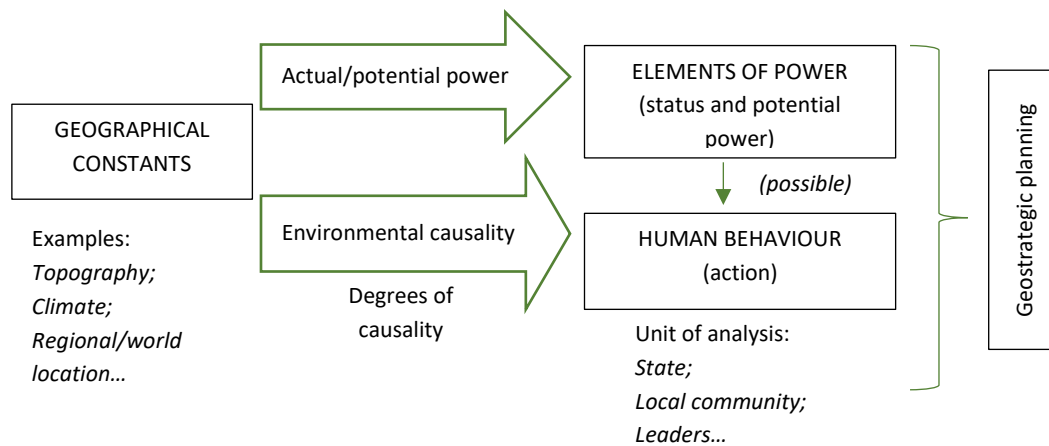 GEOGRAPHICAL
CONSTANTS
Examples:
Topography;
Climate;
Regional/world
location…
Actual/potential power
Environmental causality
Degrees of
causality
ELEMENTS OF POWER
(status and potential
power)
(possible)
HUMAN BEHAVIOUR
(action)
Unit of analysis:
State;
Local community;
Leaders…
Geostrategic planning